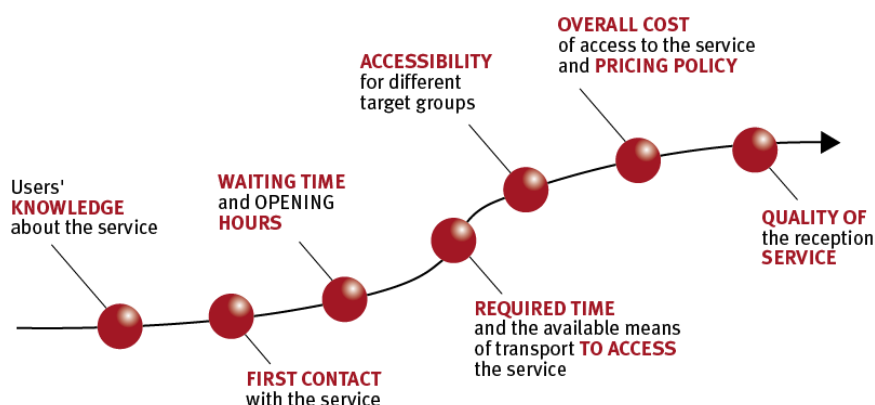 Users'
KNOWLEDGE
about the service
FIRST CONTACT
with the service
WAITING TIME
and OPENING
HOURS
REQUIRED TIME
and the available means
of transport TO ACCESS
the service
ACCESSIBILITY
for different
target groups
OVERALL COST
of access to the service
and PRICING POLICY
QUALITY OF
the reception
SERVICE